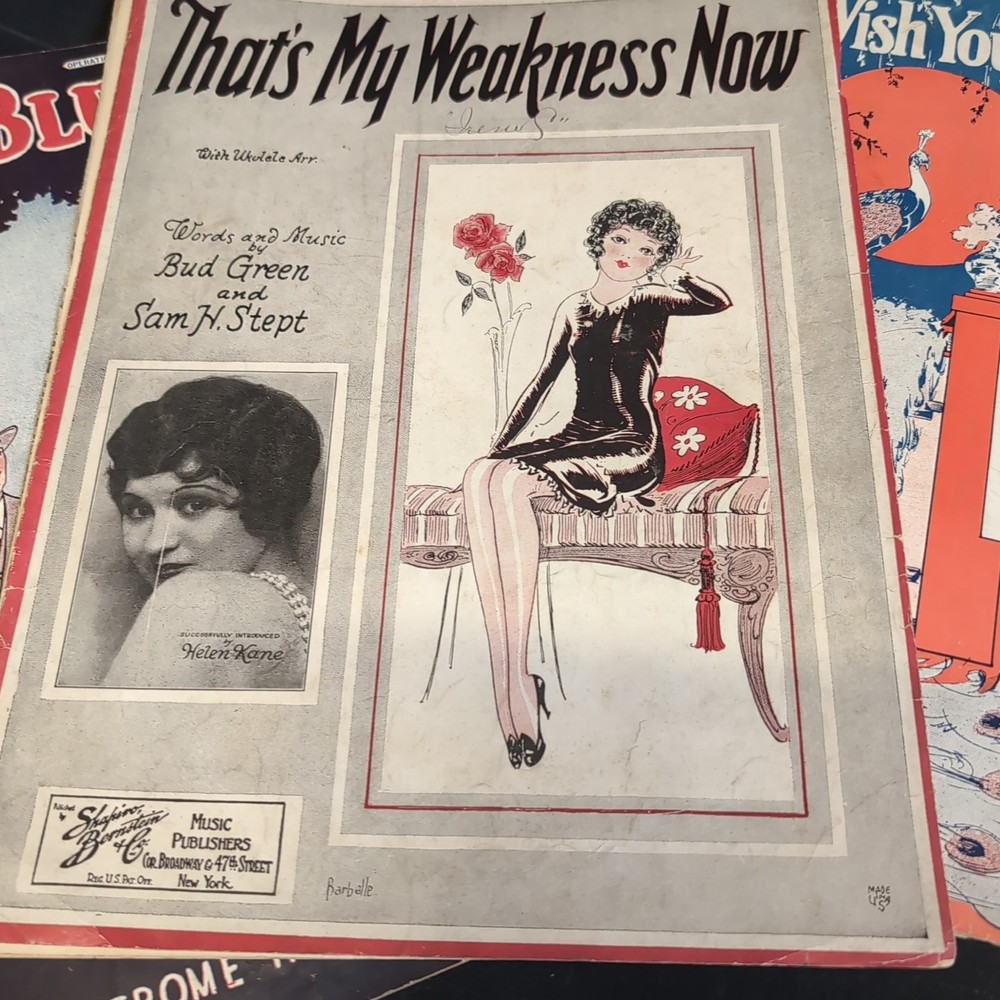 That's My Weakness Now
"Irene S"
With Ukulele Arr.
Words and Music
by
Bud Green
and
Sam H. Stept
SUCCESSFULLY INTRODUCED
by
Helen Kane
Shapiro,
Bernstein
& Co.
REG. U.S. PAT. OFF.
MUSIC
PUBLISHERS
COR. BROADWAY & 47th STREET
New York
Barbelle
MADE
IN
U.S.A.
BLU
Wish You
ROME